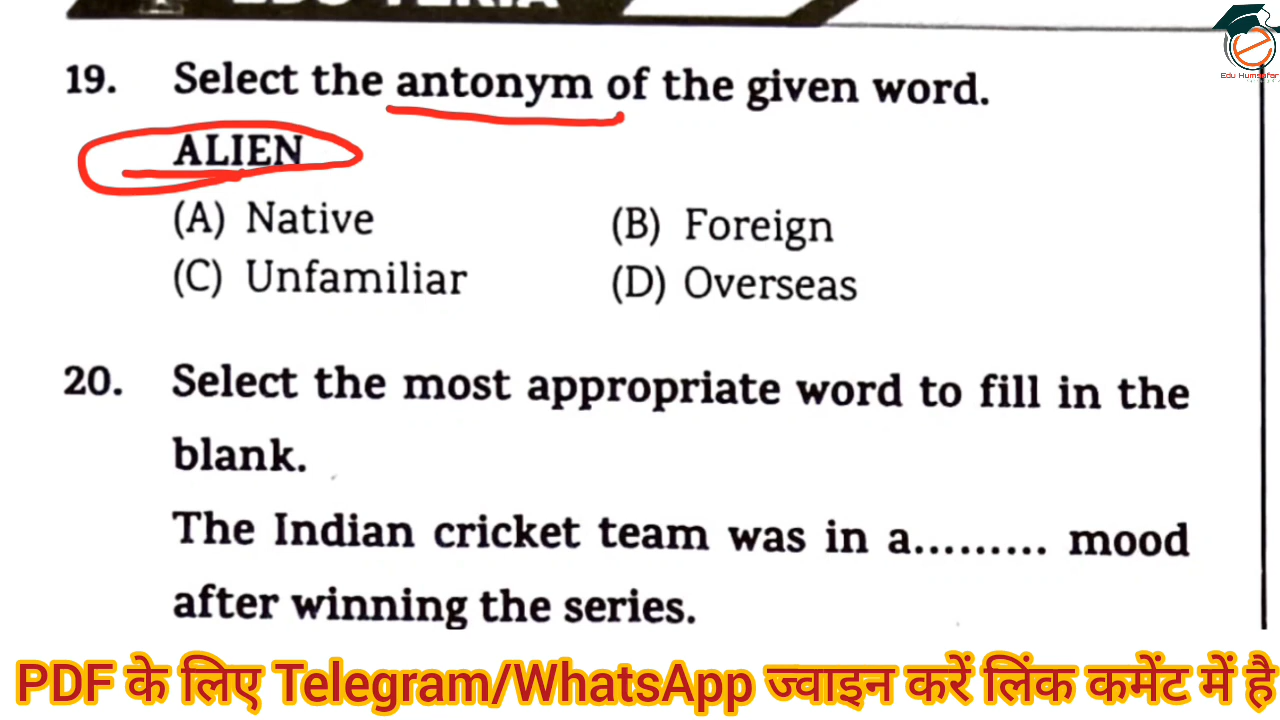 19. Select the antonym of the given word.
ALIEN
(A) Native (B) Foreign
(C) Unfamiliar (D) Overseas
20. Select the most appropriate word to fill in the
blank.
The Indian cricket team was in a......... mood
after winning the series.
PDF के लिए Telegram/WhatsApp ज्वाइन करें लिंक कमेंट में है
Edu Humsafar